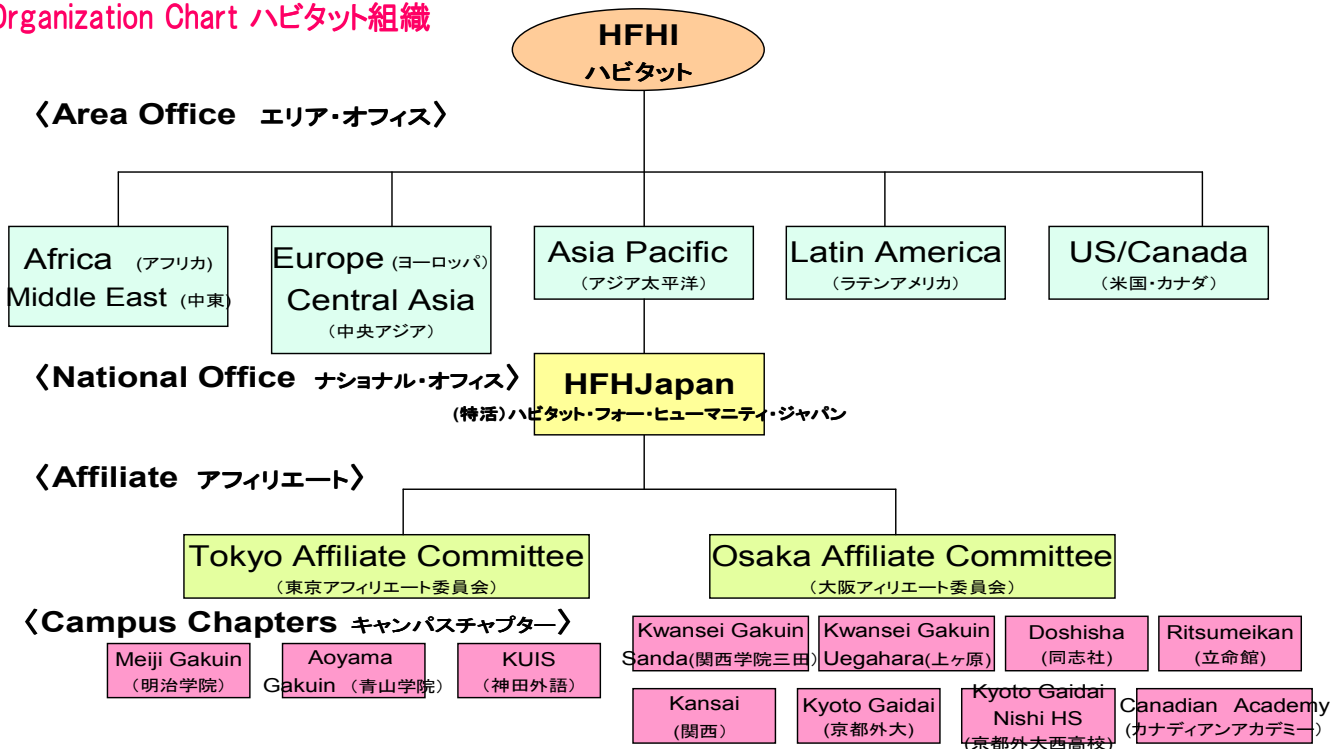 Organization Chart ハビタット組織
HFHI
ハビタット
〈Area Office エリア・オフィス〉
Africa (アフリカ)
Middle East (中東)
Europe (ヨーロッパ)
Central Asia
(中央アジア)
Asia Pacific
(アジア太平洋)
Latin America
(ラテンアメリカ)
US/Canada
(米国・カナダ)
〈National Office ナショナル・オフィス〉
HFHJapan
(特活)ハビタット・フォー・ヒューマニティ・ジャパン
〈Affiliate アフィリエート〉
Tokyo Affiliate Committee
(東京アフィリエート委員会)
Osaka Affiliate Committee
(大阪アィリエート委員会)
〈Campus Chapters キャンパスチャプター〉
Meiji Gakuin
(明治学院)
Aoyama
Gakuin (青山学院)
KUIS
(神田外語)
Kwansei Gakuin
Sanda(関西学院三田)
Kwansei Gakuin
Uegahara(上ヶ原)
Doshisha
(同志社)
Ritsumeikan
(立命館)
Kansai
(関西)
Kyoto Gaidai
(京都外大)
Kyoto Gaidai
Nishi HS
(京都外大西高校)
Canadian Academy
(カナディアンアカデミー)